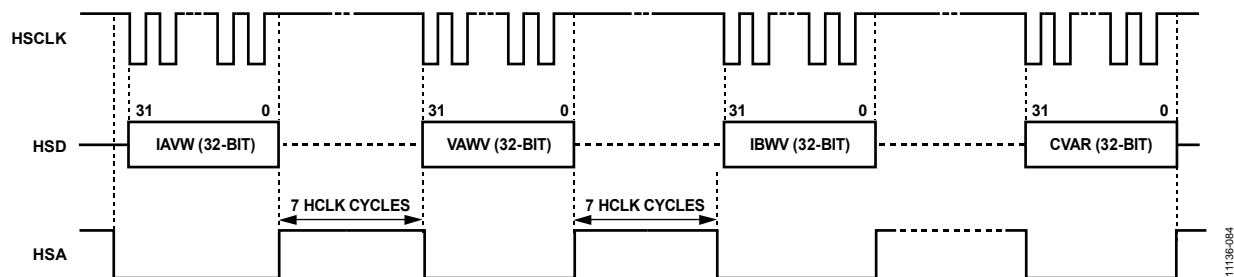 HSCLK
31 0 31 0 31 0 31 0
HSD IAVW (32-BIT) VAWV (32-BIT) IBWV (32-BIT) CVAR (32-BIT)
7 HCLK CYCLES 7 HCLK CYCLES
HSA
11136-084